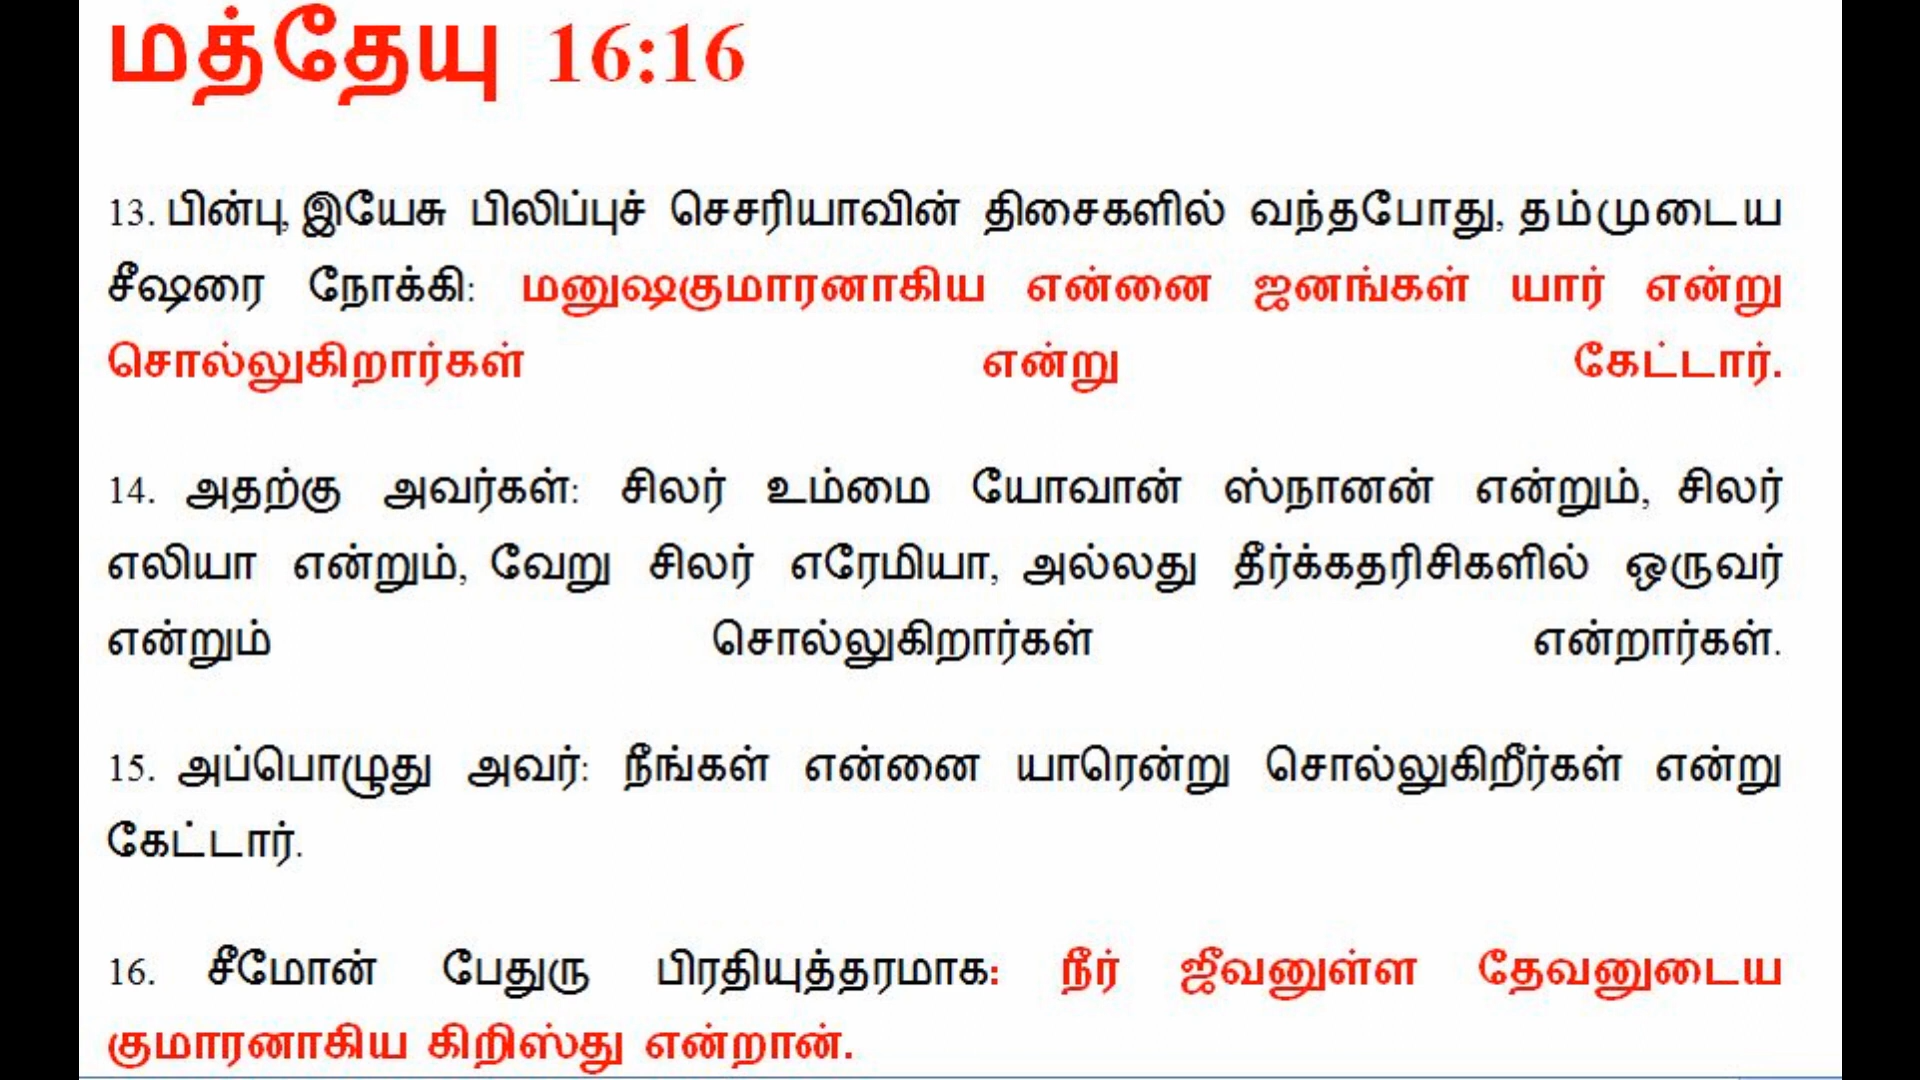 மத்தேயு 16:16
13. பின்பு, இயேசு பிலிப்புச் செசரியாவின் திசைகளில் வந்தபோது, தம்முடைய
சீஷரை நோக்கி: மனுஷகுமாரனாகிய என்னை ஜனங்கள் யார் என்று
சொல்லுகிறார்கள் என்று கேட்டார்.
14. அதற்கு அவர்கள்: சிலர் உம்மை யோவான் ஸ்நானன் என்றும், சிலர்
எலியா என்றும், வேறு சிலர் எரேமியா, அல்லது தீர்க்கதரிசிகளில் ஒருவர்
என்றும் சொல்லுகிறார்கள் என்றார்கள்.
15. அப்பொழுது அவர்: நீங்கள் என்னை யாரென்று சொல்லுகிறீர்கள் என்று
கேட்டார்.
16. சீமோன் பேதுரு பிரதியுத்தரமாக: நீர் ஜீவனுள்ள தேவனுடைய
குமாரனாகிய கிறிஸ்து என்றான்.